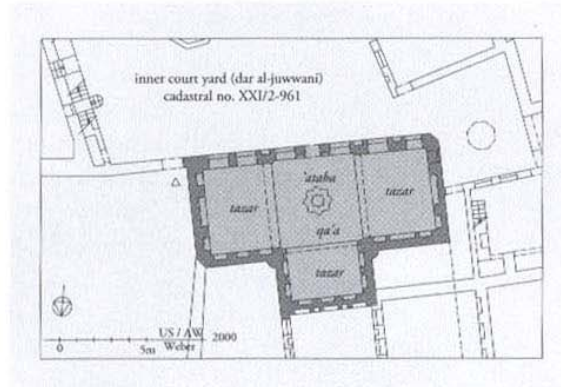 inner court yard (dar al-juwwani)
cadastral no. XXI/2-961
'ataba
tazar
tazar
qa'a
tazar
US / AW
2000
0
5m
Weber